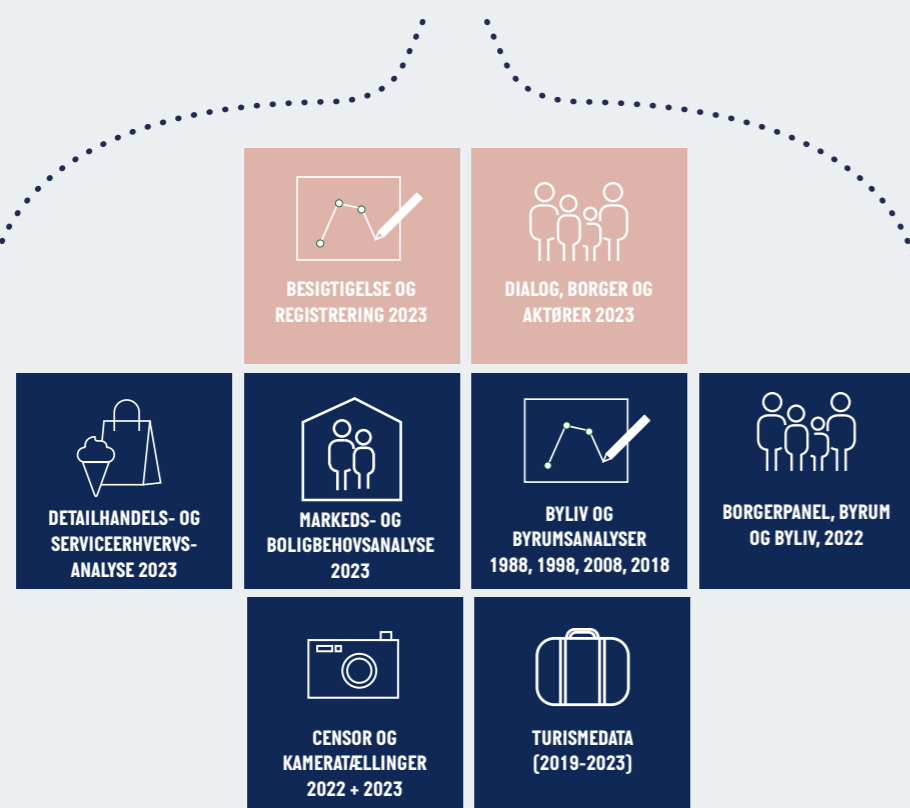 BESIGTIGELSE OG
REGISTRERING 2023
DIALOG, BORGER OG
AKTØRER 2023
DETAILHANDELS- OG
SERVICEERHVERVS-
ANALYSE 2023
MARKEDS- OG
BOLIGBEHOVSANALYSE
2023
BYLIV OG
BYRUMSANALYSER
1988, 1998, 2008, 2018
BORGERPANEL, BYRUM
OG BYLIV, 2022
CENSOR OG
KAMERATÆLLINGER
2022 + 2023
TURISMEDATA
(2019-2023)